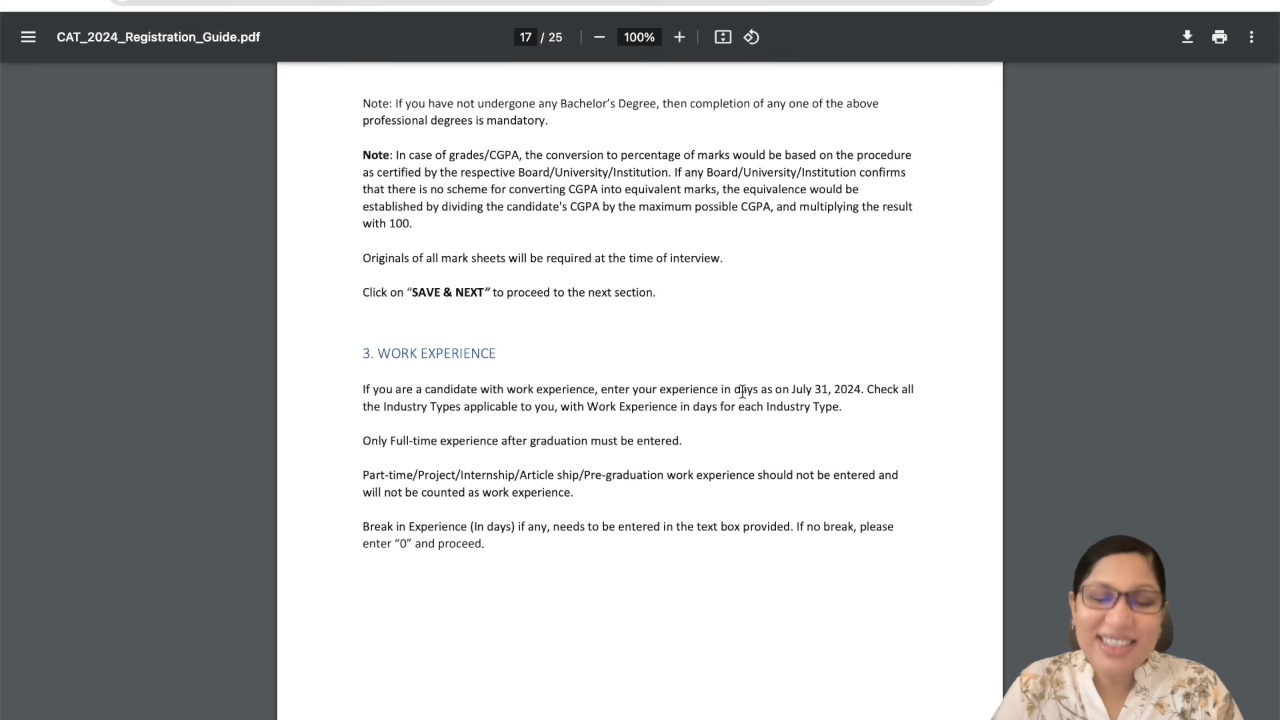 CAT_2024_Registration_Guide.pdf 17 / 25 100%
Note: If you have not undergone any Bachelor's Degree, then completion of any one of the above
professional degrees is mandatory.
Note: In case of grades/CGPA, the conversion to percentage of marks would be based on the procedure
as certified by the respective Board/University/Institution. If any Board/University/Institution confirms
that there is no scheme for converting CGPA into equivalent marks, the equivalence would be
established by dividing the candidate's CGPA by the maximum possible CGPA, and multiplying the result
with 100.
Originals of all mark sheets will be required at the time of interview.
Click on “SAVE & NEXT” to proceed to the next section.
3. WORK EXPERIENCE
If you are a candidate with work experience, enter your experience in days as on July 31, 2024. Check all
the Industry Types applicable to you, with Work Experience in days for each Industry Type.
Only Full-time experience after graduation must be entered.
Part-time/Project/Internship/Article ship/Pre-graduation work experience should not be entered and
will not be counted as work experience.
Break in Experience (In days) if any, needs to be entered in the text box provided. If no break, please
enter “0” and proceed.